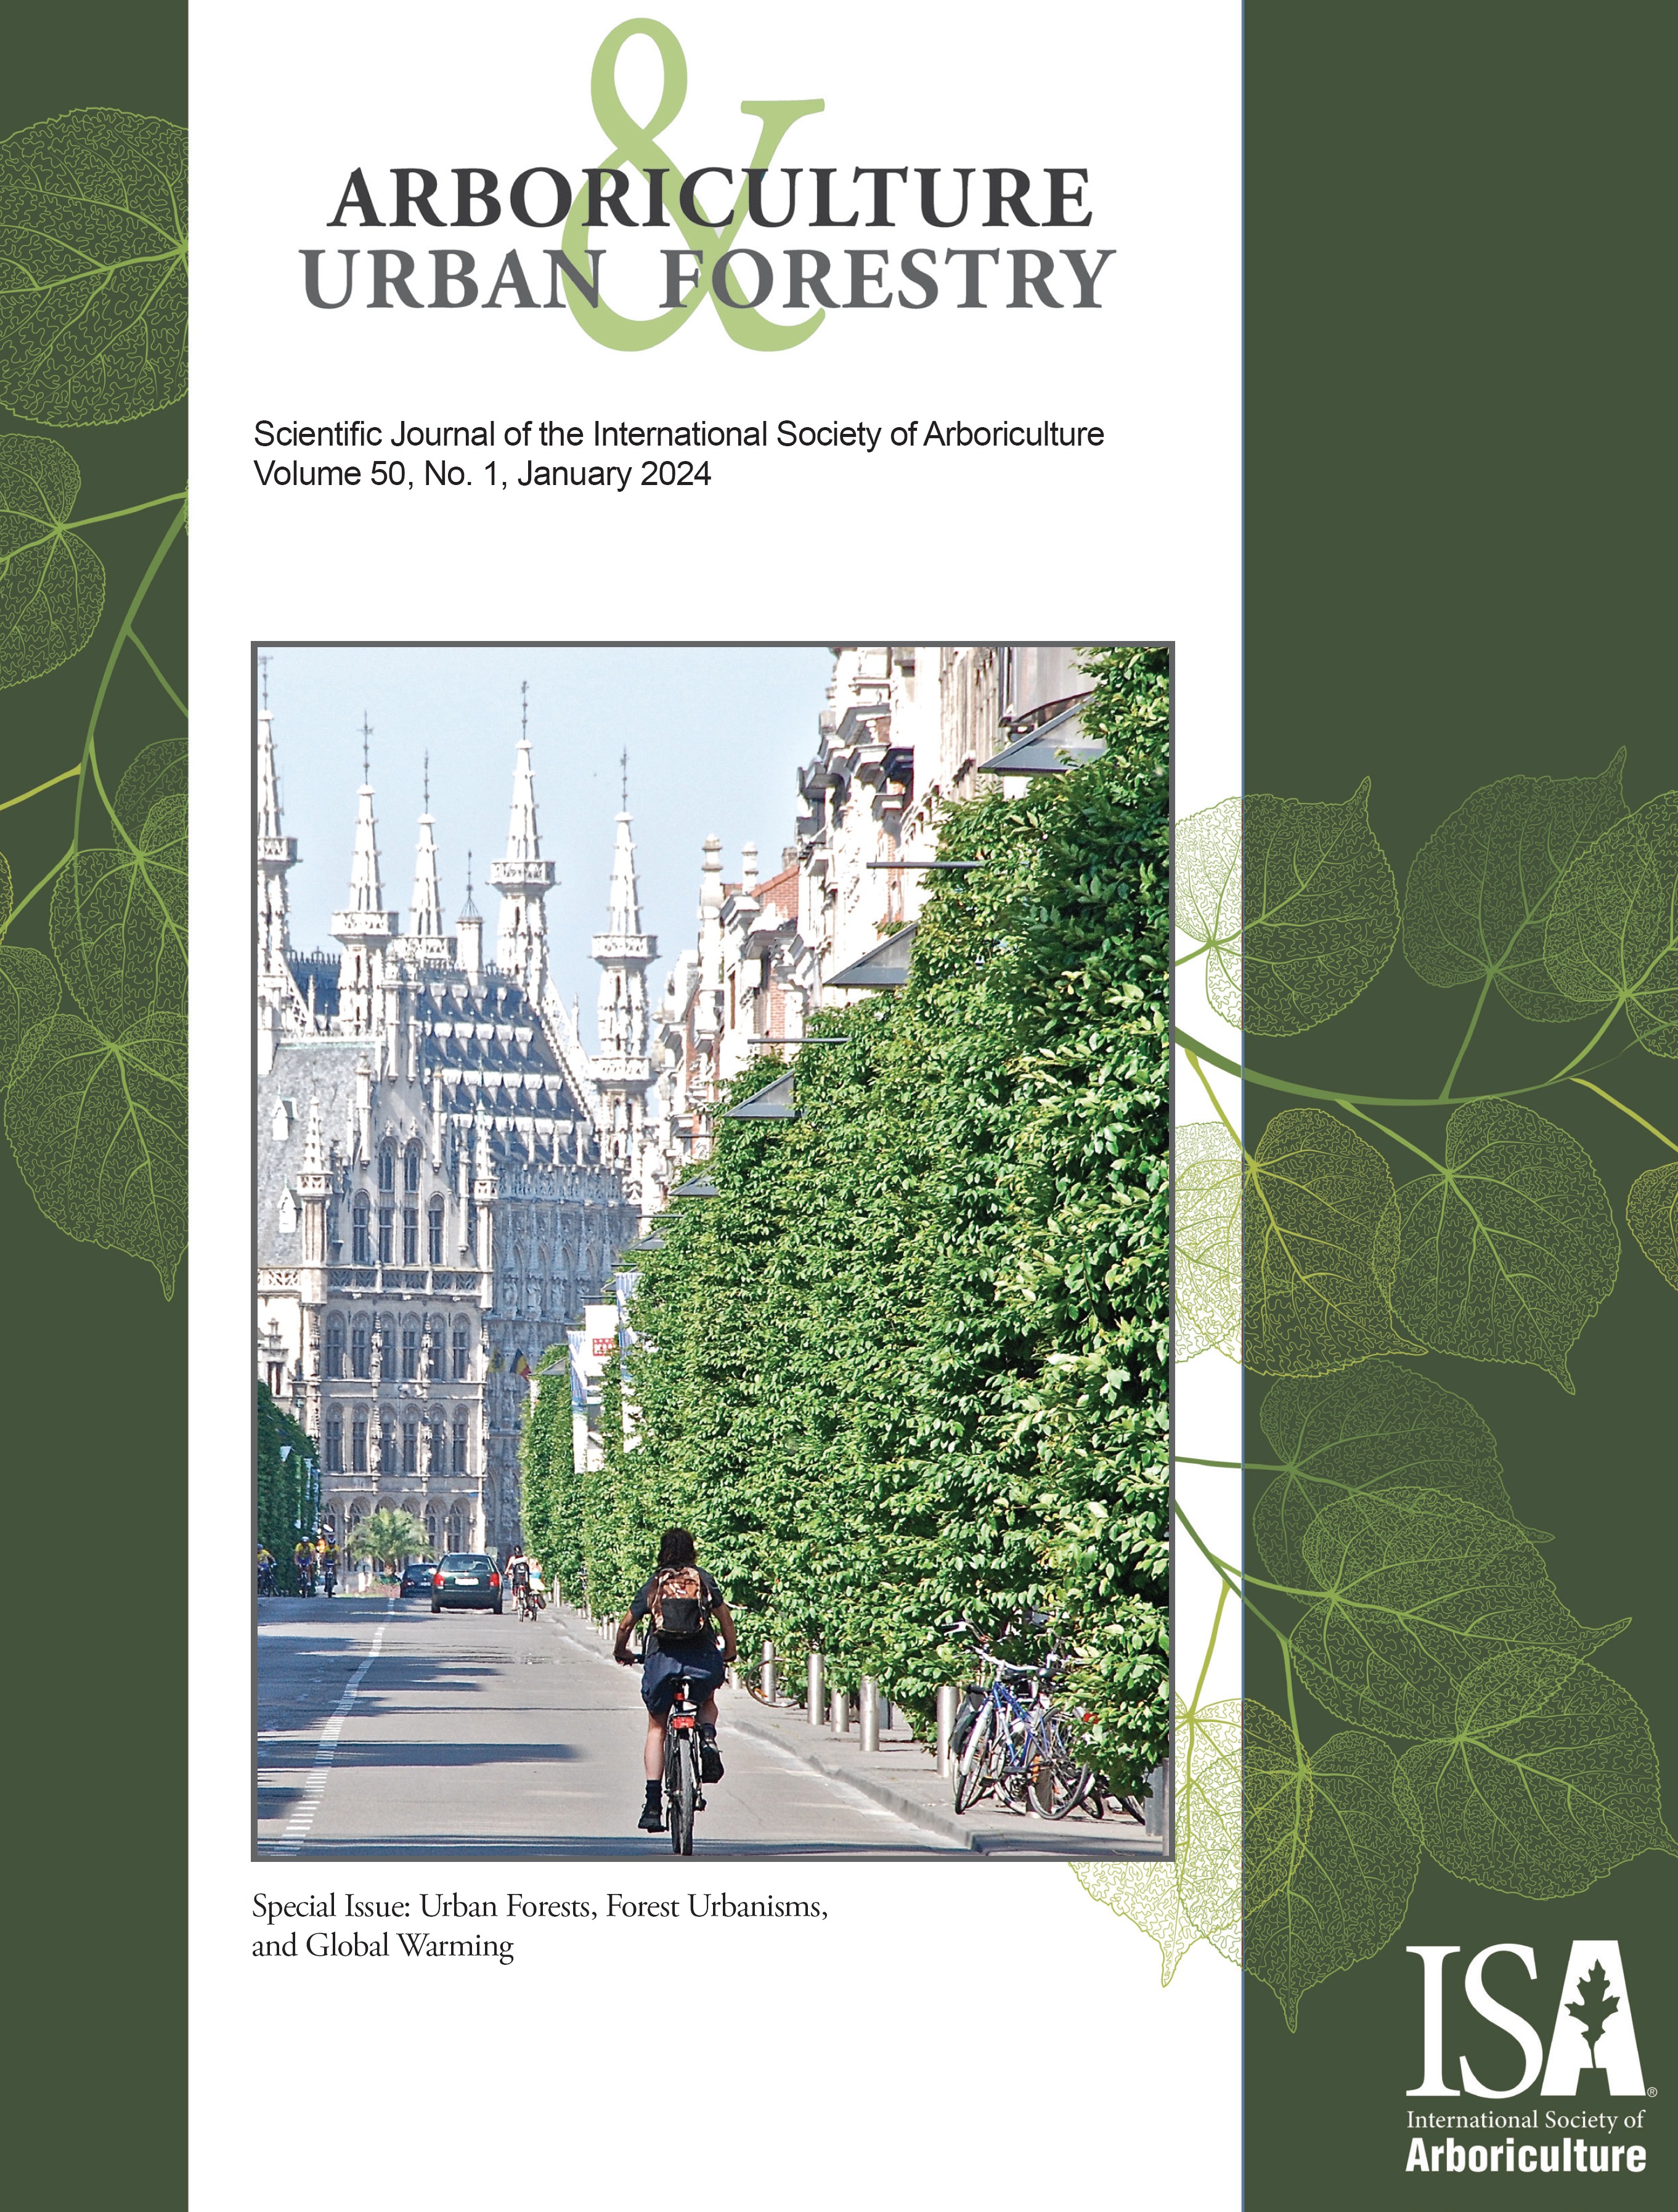 &
ARBORICULTURE
URBAN FORESTRY
Scientific Journal of the International Society of Arboriculture
Volume 50, No. 1, January 2024
Special Issue: Urban Forests, Forest Urbanisms,
and Global Warming
ISA®
International Society of
Arboriculture